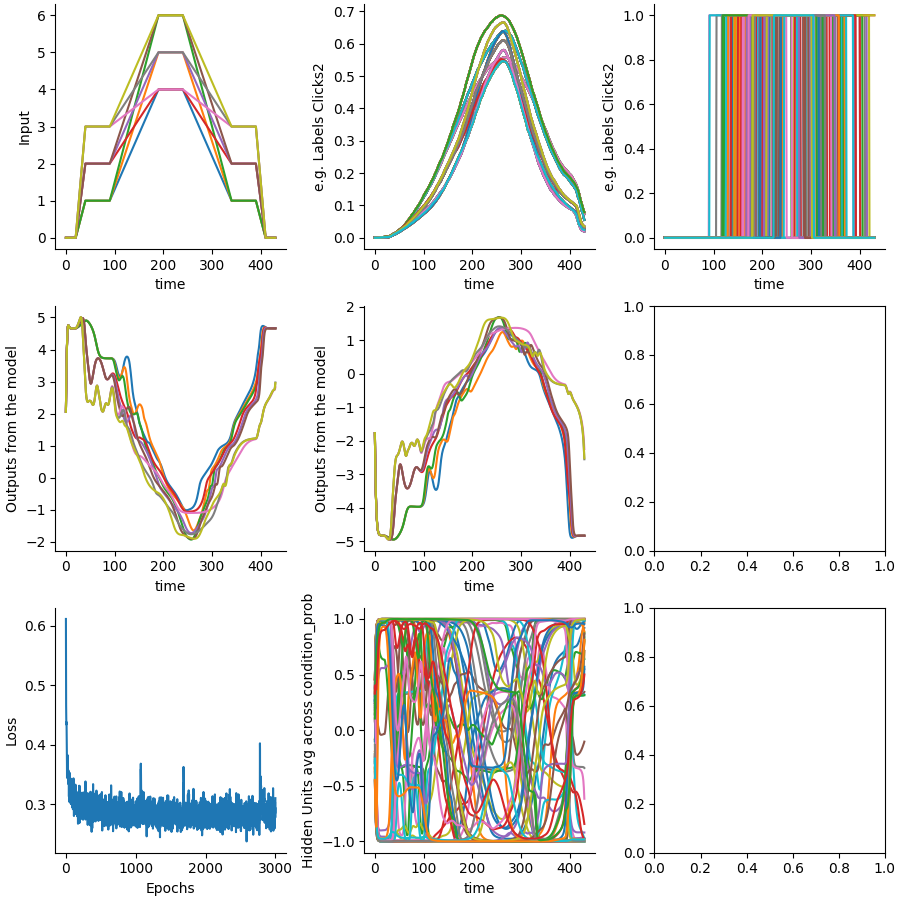 6
5
4
3
2
1
0
Input
0 100 200 300 400
time
0.7
0.6
0.5
0.4
0.3
0.2
0.1
0.0
e.g. Labels Clicks2
0 100 200 300 400
time
1.0
0.8
0.6
0.4
0.2
0.0
e.g. Labels Clicks2
0 100 200 300 400
time
5
4
3
2
1
0
−1
−2
Outputs from the model
0 100 200 300 400
time
2
1
0
−1
−2
−3
−4
−5
Outputs from the model
0 100 200 300 400
time
1.0
0.8
0.6
0.4
0.2
0.0
0.0 0.2 0.4 0.6 0.8 1.0
0.6
0.5
0.4
0.3
Loss
0 1000 2000 3000
Epochs
1.0
0.5
0.0
−0.5
−1.0
Hidden Units avg across condition_prob
0 100 200 300 400
time
1.0
0.8
0.6
0.4
0.2
0.0
0.0 0.2 0.4 0.6 0.8 1.0